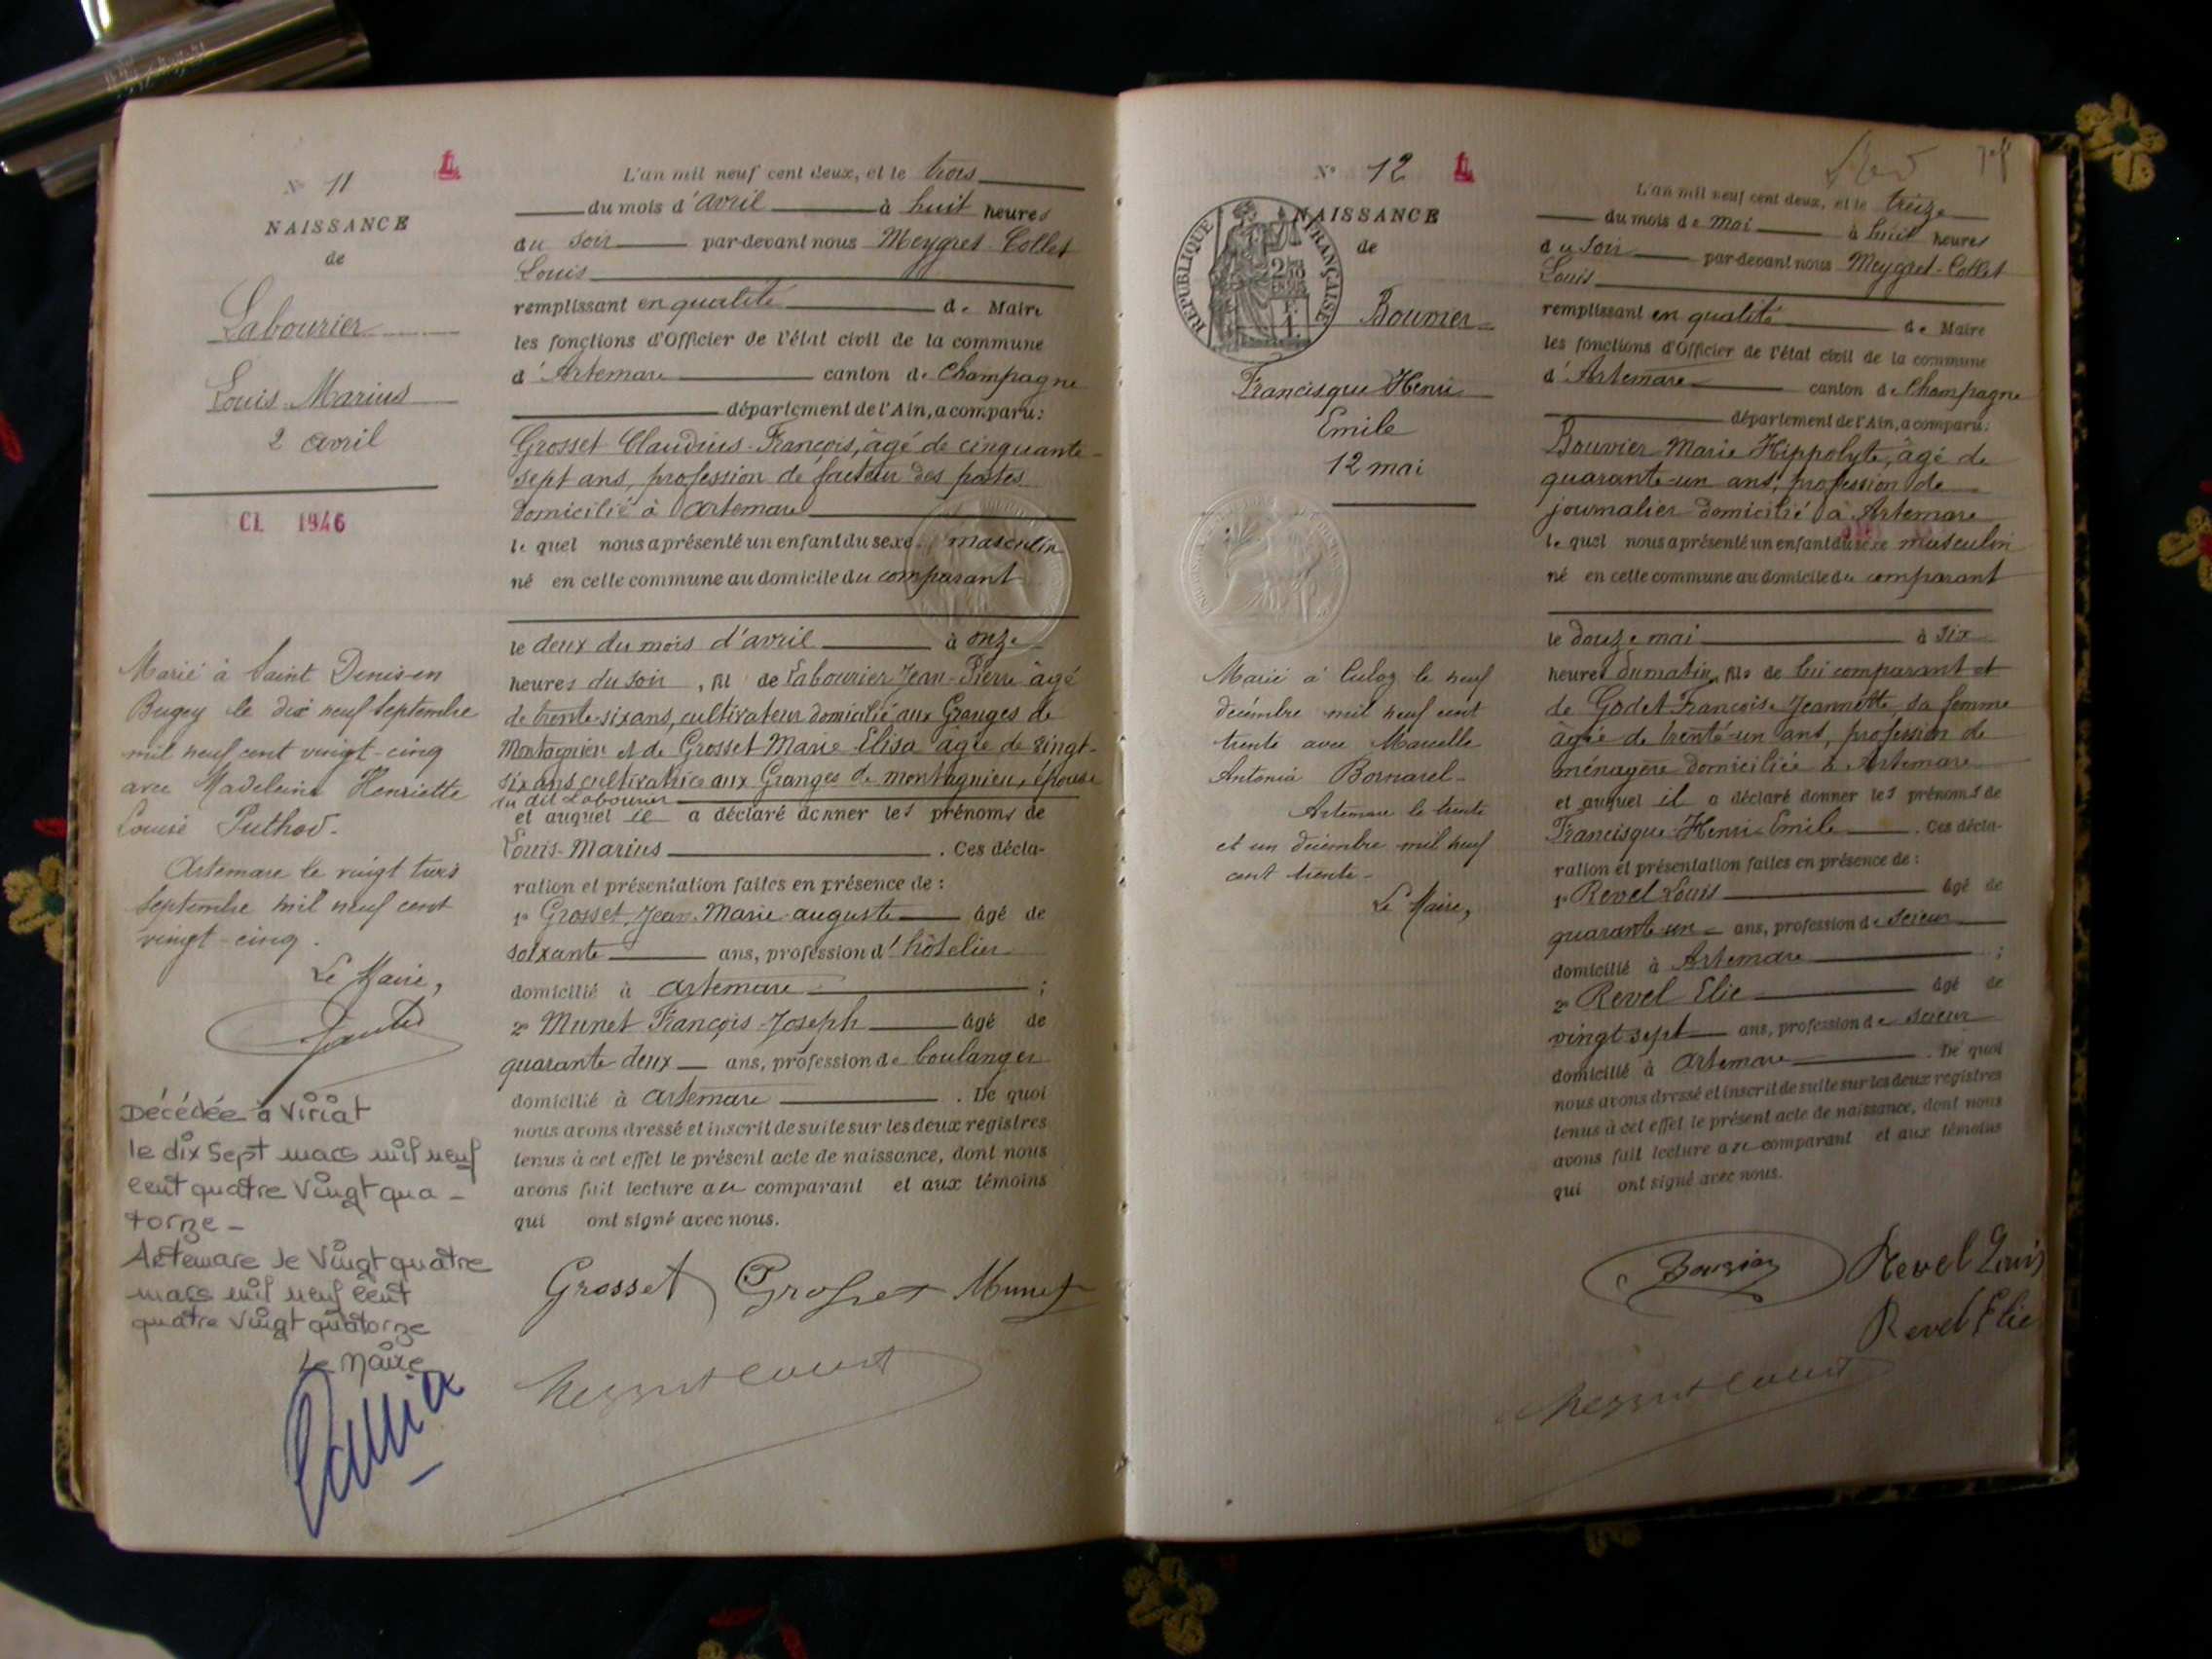 N° 11
NAISSANCE
de
Labourier
Louis Marius
2 avril
CL 1946
Marié à Saint Denis-en
Bugey le dix neuf Septembre
mil neuf cent vingt-cinq
avec Madeleine Henriette
Louise Puthod.
Artemare le vingt trois
Septembre mil neuf cent
vingt-cinq.
Le Maire,
Décédée à Viriat
le dix sept mars mil neuf
cent quatre vingt qua-
torze-
Artemare le vingt quatre
mars mil neuf cent
quatre vingt quatorze
Le Maire
L'an mil neuf cent deux, et le trois
du mois d'avril à huit heures
du soir par-devant nous Meygret-Collet
Louis
remplissant en qualité de Maire
les fonctions d'Officier de l'état civil de la commune
d'Artemare canton de Champagne
département de l'Ain, a comparu:
Grosset Claudius-François, âgé de cinquante-
sept ans, profession de facteur des postes
domicilié à Artemare
lequel nous a présenté un enfant du sexe masculin
né en cette commune au domicile du comparant
le deux du mois d'avril à onze
heures du soir, fils de Labourier Jean-Pierre âgé
de trente-six ans, cultivateur domicilié aux Granges de
Montagnieu et de Grosset Marie Elisa âgée de vingt-
six ans cultivatrice aux Granges de Montagnieu, épouse
du dit Labourier
et auquel il a déclaré donner les prénoms de
Louis-Marius. Ces décla-
ration et présentation faites en présence de:
1° Grosset Jean Marie auguste âgé de
soixante ans, profession d'hôtelier
domicilié à Artemare;
2° Munet François-Joseph âgé de
quarante-deux ans, profession de boulanger
domicilié à Artemare. De quoi
nous avons dressé et inscrit de suite sur les deux registres
tenus à cet effet le présent acte de naissance, dont nous
avons fait lecture au comparant et aux témoins
qui ont signé avec nous.
Grosset Grosset Munet
N° 12
RÉPUBLIQUE FRANÇAISE
NAISSANCE
de
Bouvier
Francisque Henri
Emile
12 mai
Marié à Culoz le neuf
décembre mil neuf cent
trente avec Marcelle
Antonia Bornarel-
Artemare le trente
et un décembre mil neuf
cent trente-
Le Maire,
L'an mil neuf cent deux, et le treize
du mois de mai à huit heures
du soir par-devant nous Meygret-Collet
Louis
remplissant en qualité de Maire
les fonctions d'Officier de l'état civil de la commune
d'Artemare canton de Champagne
département de l'Ain, a comparu:
Bouvier Marie Hippolyte, âgé de
quarante-un ans, profession de
journalier domicilié à Artemare
lequel nous a présenté un enfant du sexe masculin
né en cette commune au domicile du comparant
le douze mai à six
heures du matin, fils de lui comparant et
de Godet Françoise Jeannette, sa femme
âgée de trente-un ans, profession de
ménagère domiciliée à Artemare
et auquel il a déclaré donner les prénoms de
Francisque-Henri-Emile. Ces décla-
ration et présentation faites en présence de:
1° Revel Louis âgé de
quarante-un ans, profession de scieur
domicilié à Artemare;
2° Revel Elie âgé de
vingt sept ans, profession de scieur
domicilié à Artemare. De quoi
nous avons dressé et inscrit de suite sur les deux registres
tenus à cet effet le présent acte de naissance, dont nous
avons fait lecture au comparant et aux témoins
qui ont signé avec nous.
Bouvier Revel Louis
Revel Elie